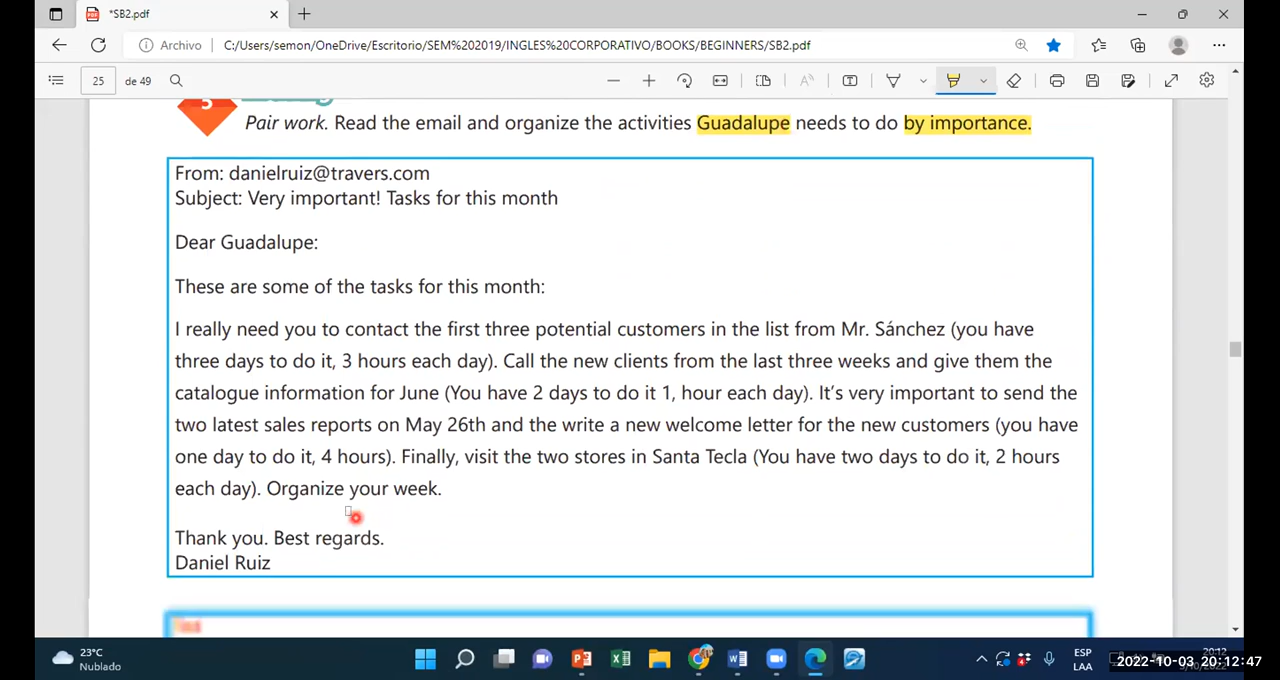 *SB2.pdf
Archivo
C:/Users/semon/OneDrive/Escritorio/SEM%202019/INGLES%20CORPORATIVO/BOOKS/BEGINNERS/SB2.pdf
25 de 49
Pair work. Read the email and organize the activities Guadalupe needs to do by importance.
From: danielruiz@travers.com
Subject: Very important! Tasks for this month
Dear Guadalupe:
These are some of the tasks for this month:
I really need you to contact the first three potential customers in the list from Mr. Sánchez (you have
three days to do it, 3 hours each day). Call the new clients from the last three weeks and give them the
catalogue information for June (You have 2 days to do it 1, hour each day). It's very important to send the
two latest sales reports on May 26th and the write a new welcome letter for the new customers (you have
one day to do it, 4 hours). Finally, visit the two stores in Santa Tecla (You have two days to do it, 2 hours
each day). Organize your week.
Thank you. Best regards.
Daniel Ruiz
23°C
Nublado
ESP
LAA
2022-10-03 20:12:47